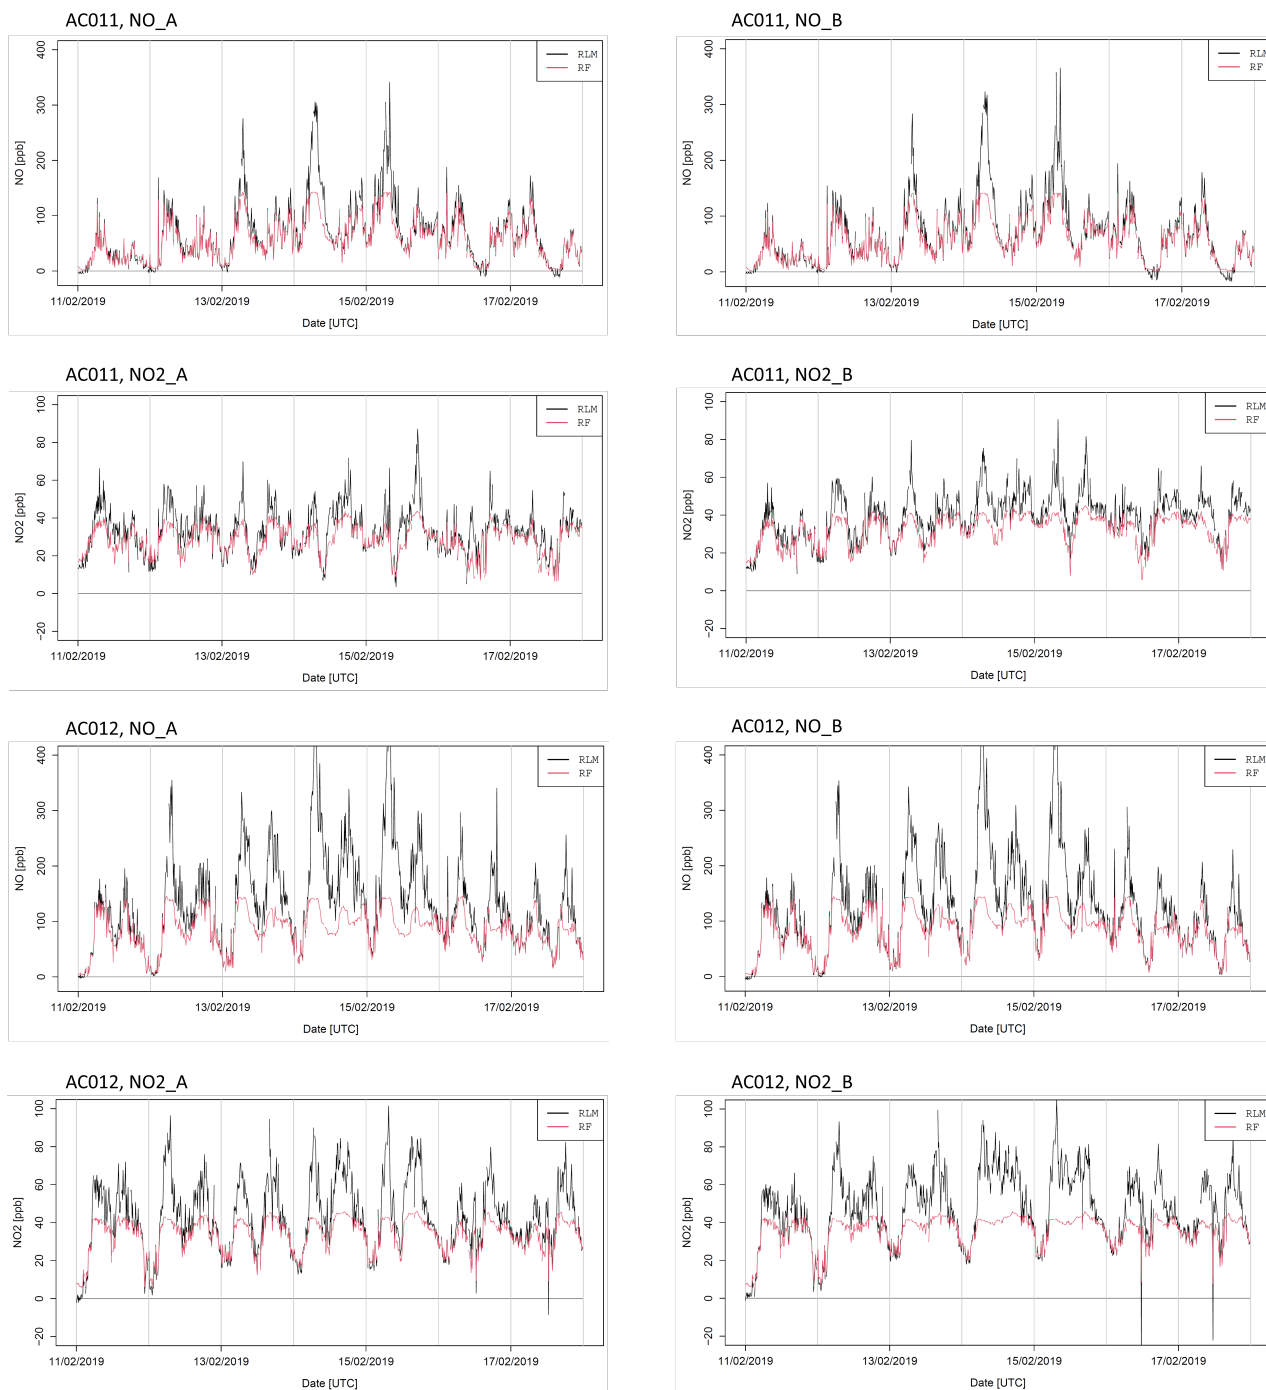 AC011, NO_A
AC011, NO_B
400
300
200
100
0
NO [ppb]
RLM
RF
11/02/2019
13/02/2019
15/02/2019
17/02/2019
Date [UTC]
400
300
200
100
0
NO [ppb]
RLM
RF
11/02/2019
13/02/2019
15/02/2019
17/02/2019
Date [UTC]
AC011, NO2_A
AC011, NO2_B
100
80
60
40
20
0
−20
NO2 [ppb]
RLM
RF
11/02/2019
13/02/2019
15/02/2019
17/02/2019
Date [UTC]
100
80
60
40
20
0
−20
NO2 [ppb]
RLM
RF
11/02/2019
13/02/2019
15/02/2019
17/02/2019
Date [UTC]
AC012, NO_A
AC012, NO_B
400
300
200
100
0
NO [ppb]
RLM
RF
11/02/2019
13/02/2019
15/02/2019
17/02/2019
Date [UTC]
400
300
200
100
0
NO [ppb]
RLM
RF
11/02/2019
13/02/2019
15/02/2019
17/02/2019
Date [UTC]
AC012, NO2_A
AC012, NO2_B
100
80
60
40
20
0
−20
NO2 [ppb]
RLM
RF
11/02/2019
13/02/2019
15/02/2019
17/02/2019
Date [UTC]
100
80
60
40
20
0
−20
NO2 [ppb]
RLM
RF
11/02/2019
13/02/2019
15/02/2019
17/02/2019
Date [UTC]